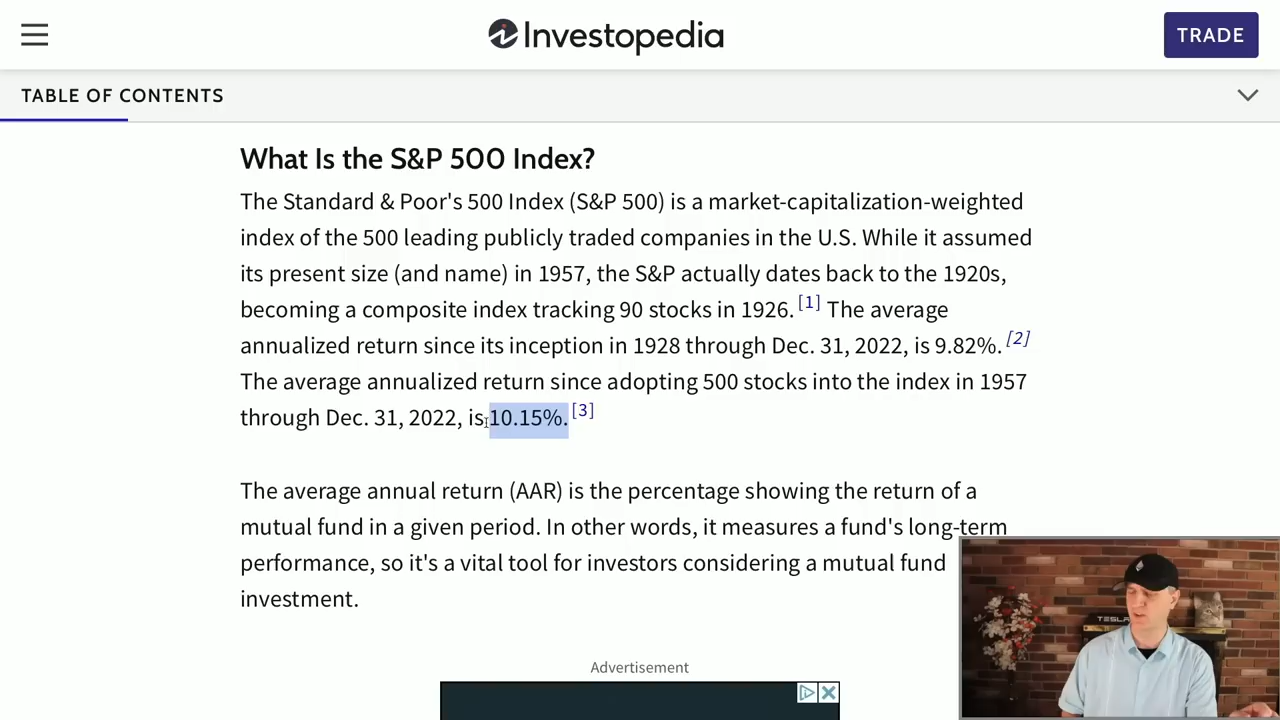 Investopedia
TRADE
TABLE OF CONTENTS
What Is the S&P 500 Index?
The Standard & Poor's 500 Index (S&P 500) is a market-capitalization-weighted
index of the 500 leading publicly traded companies in the U.S. While it assumed
its present size (and name) in 1957, the S&P actually dates back to the 1920s,
becoming a composite index tracking 90 stocks in 1926.[1] The average
annualized return since its inception in 1928 through Dec. 31, 2022, is 9.82%.[2]
The average annualized return since adopting 500 stocks into the index in 1957
through Dec. 31, 2022, is 10.15%.[3]
The average annual return (AAR) is the percentage showing the return of a
mutual fund in a given period. In other words, it measures a fund's long-term
performance, so it's a vital tool for investors considering a mutual fund
investment.
TESLA
Advertisement